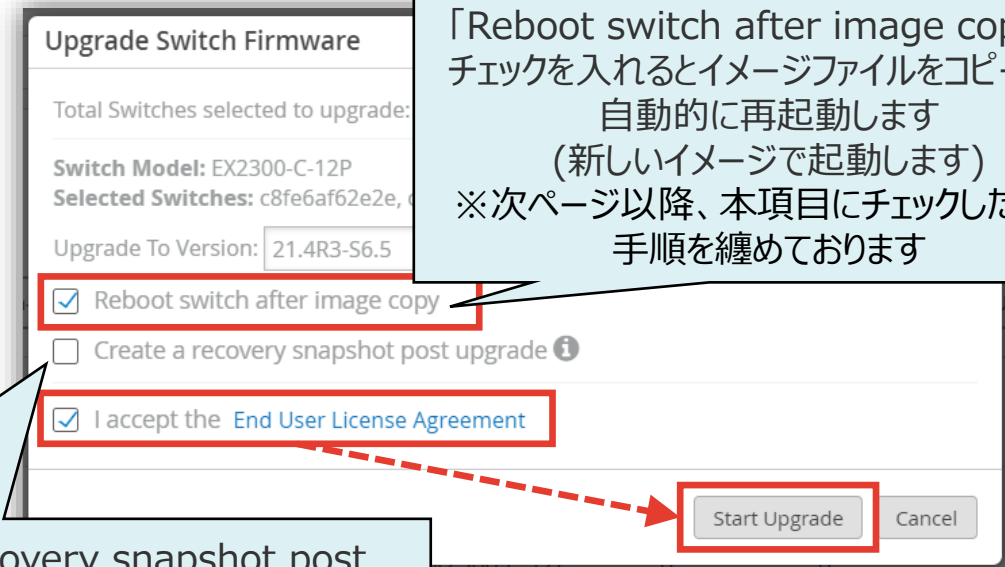 Upgrade Switch Firmware
「Reboot switch after image
チェックを入れるとイメージファイルをコピー
自動的に再起動します
(新しいイメージで起動します)
※次ページ以降、本項目にチェックした
手順を纏めております
Total Switches selected to upgrade:
Switch Model: EX2300-C-12P
Selected Switches: c8fe6af62e2e,
Upgrade To Version: 21.4R3-S6.5
Reboot switch after image copy
Create a recovery snapshot post upgrade
I accept the End User License Agreement
Start Upgrade Cancel
snapshot post